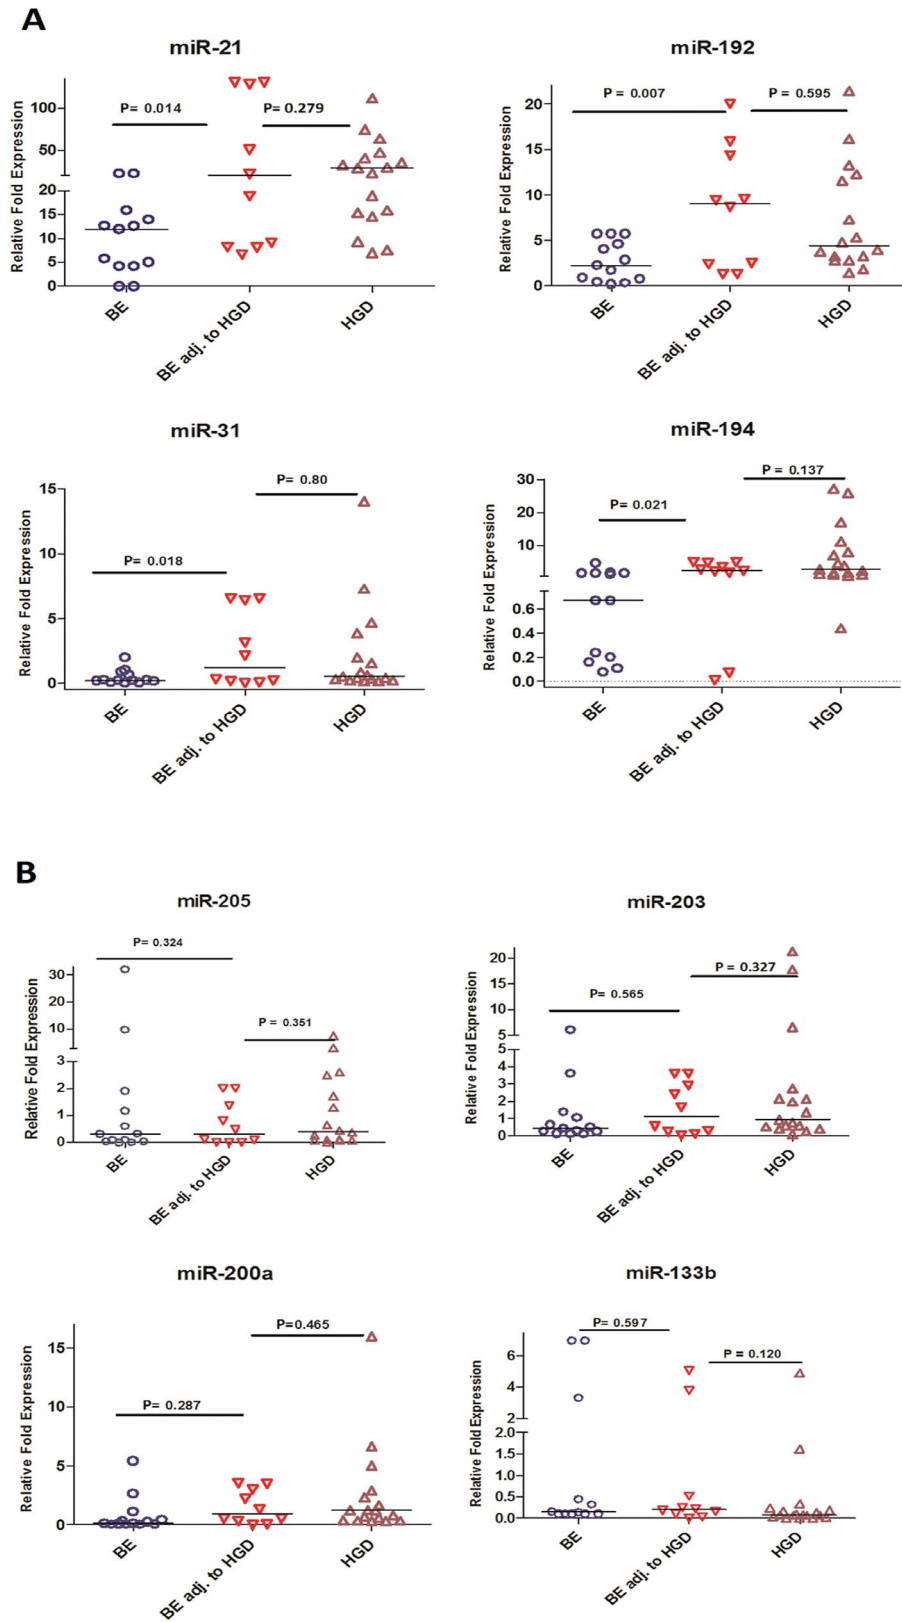 A
miR-21
Relative Fold Expression
100
50
20
15
10
5
0
P= 0.014
P= 0.279
BE
BE adj. to HGD
HGD
miR-192
Relative Fold Expression
20
15
10
5
0
P= 0.007
P= 0.595
BE
BE adj. to HGD
HGD
miR-31
Relative Fold Expression
15
10
5
0
P= 0.018
P= 0.80
BE
BE adj. to HGD
HGD
miR-194
Relative Fold Expression
30
20
10
0.6
0.4
0.2
0.0
P= 0.021
P= 0.137
BE
BE adj. to HGD
HGD
B
miR-205
Relative Fold Expression
30
20
10
3
2
1
0
P= 0.324
P= 0.351
BE
BE adj. to HGD
HGD
miR-203
Relative Fold Expression
20
15
10
5
5
4
3
2
1
0
P= 0.565
P= 0.327
BE
BE adj. to HGD
HGD
miR-200a
Relative Fold Expression
15
10
5
0
P= 0.287
P=0.465
BE
BE adj. to HGD
HGD
miR-133b
Relative Fold Expression
6
4
2
2.0
1.5
1.0
0.5
0.0
P= 0.597
P = 0.120
BE
BE adj. to HGD
HGD